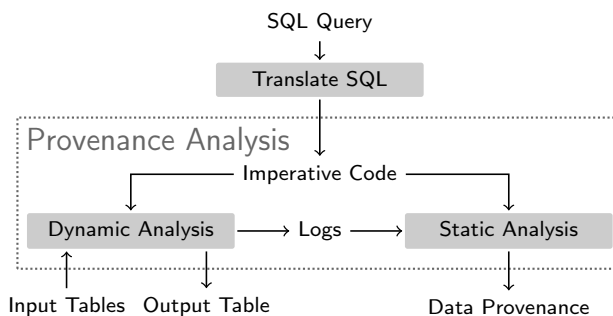 SQL Query
Translate SQL
Provenance Analysis
Imperative Code
Dynamic Analysis
Logs
Static Analysis
Input Tables
Output Table
Data Provenance